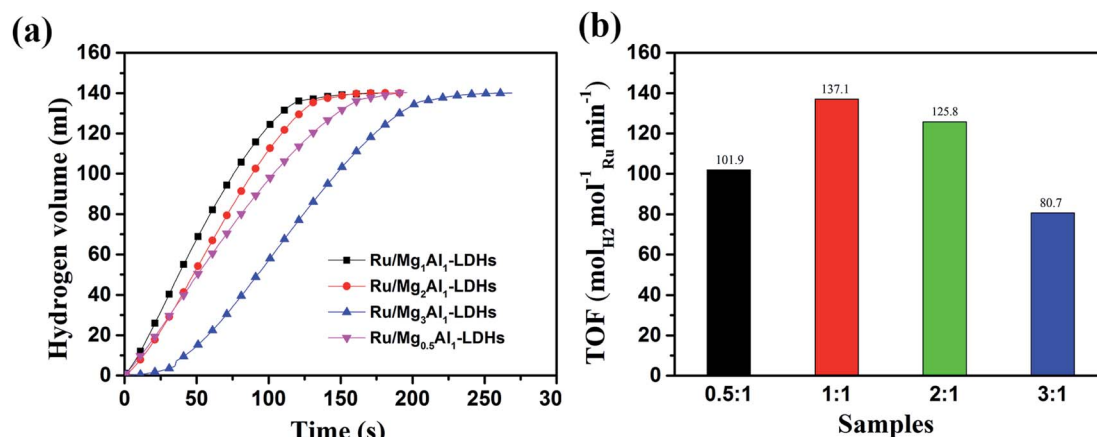 (a)
160
140
120
100
80
60
40
20
0
Hydrogen volume (ml)
Ru/Mg1Al1-LDHs
Ru/Mg2Al1-LDHs
Ru/Mg3Al1-LDHs
Ru/Mg0.5Al1-LDHs
0 50 100 150 200 250 30
Time (s)
(b)
160
140
120
100
80
60
40
20
0
TOF (molH2mol-1Ru min-1)
101.9
137.1
125.8
80.7
0.5:1 1:1 2:1 3:1
Samples